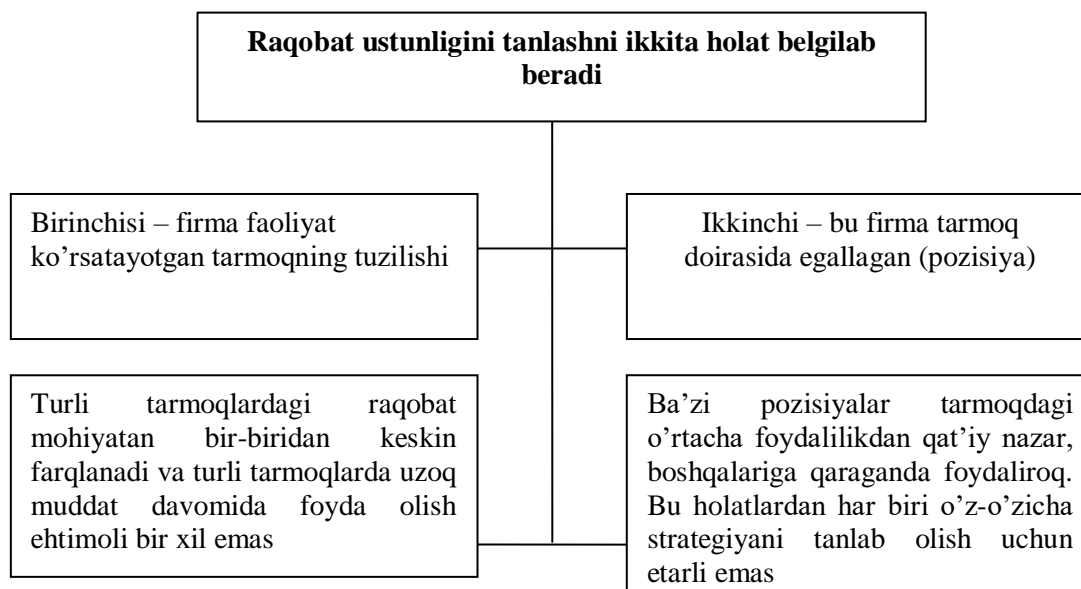 Raqobat ustunligini tanlashni ikkita holat belgilab
beradi
Birinchisi – firma faoliyat
ko’rsatayotgan tarmoqning tuzilishi
Ikkinchi – bu firma tarmoq
doirasida egallagan (pozisiya)
Turli tarmoqlardagi raqobat
mohiyatan bir-biridan keskin
farqlanadi va turli tarmoqlarda uzoq
muddat davomida foyda olish
ehtimoli bir xil emas
Ba’zi pozisiyalar tarmoqdagi
o’rtacha foydalilikdan qat’iy nazar,
boshqalariga qaraganda foydaliroq.
Bu holatlardan har biri o’z-o’zicha
strategiyani tanlab olish uchun
etarli emas